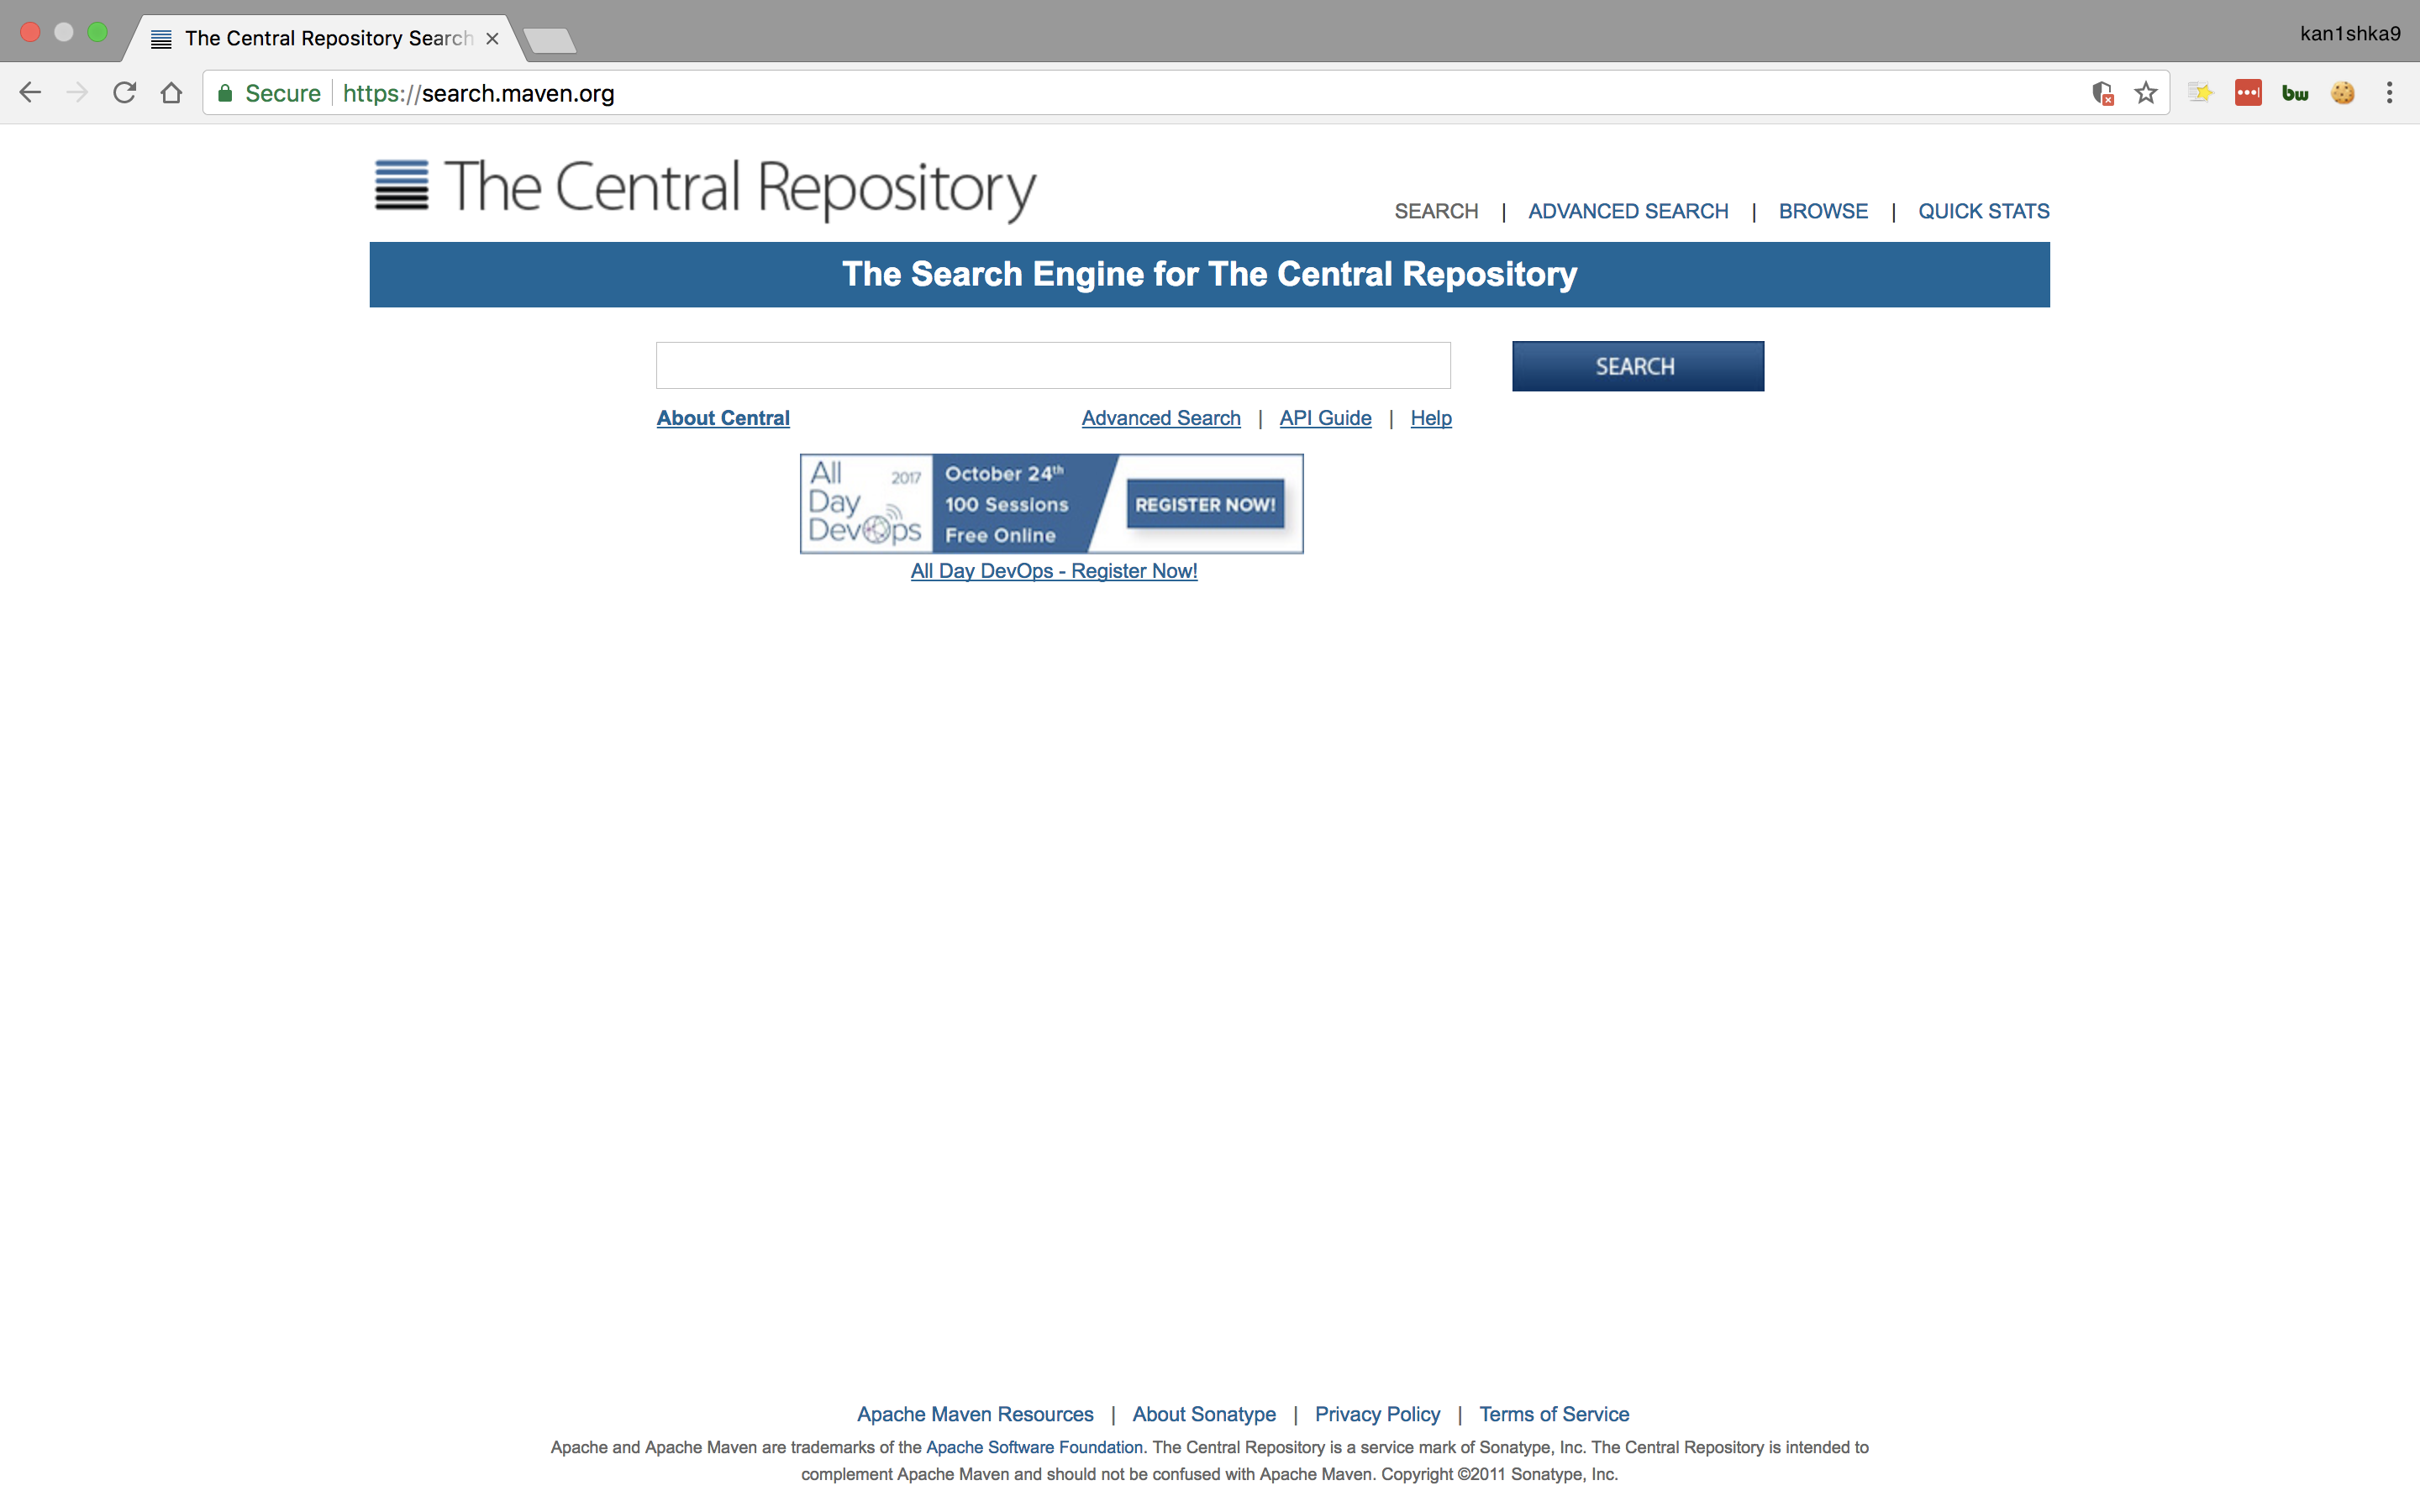 The Central Repository Search
kan1shka9
Secure https://search.maven.org
bw
The Central Repository
SEARCH | ADVANCED SEARCH | BROWSE | QUICK STATS
The Search Engine for The Central Repository
SEARCH
About Central Advanced Search | API Guide | Help
All Day DevOps 2017
October 24th
100 Sessions
Free Online
REGISTER NOW!
All Day DevOps - Register Now!
Apache Maven Resources | About Sonatype | Privacy Policy | Terms of Service
Apache and Apache Maven are trademarks of the Apache Software Foundation. The Central Repository is a service mark of Sonatype, Inc. The Central Repository is intended to
complement Apache Maven and should not be confused with Apache Maven. Copyright ©2011 Sonatype, Inc.